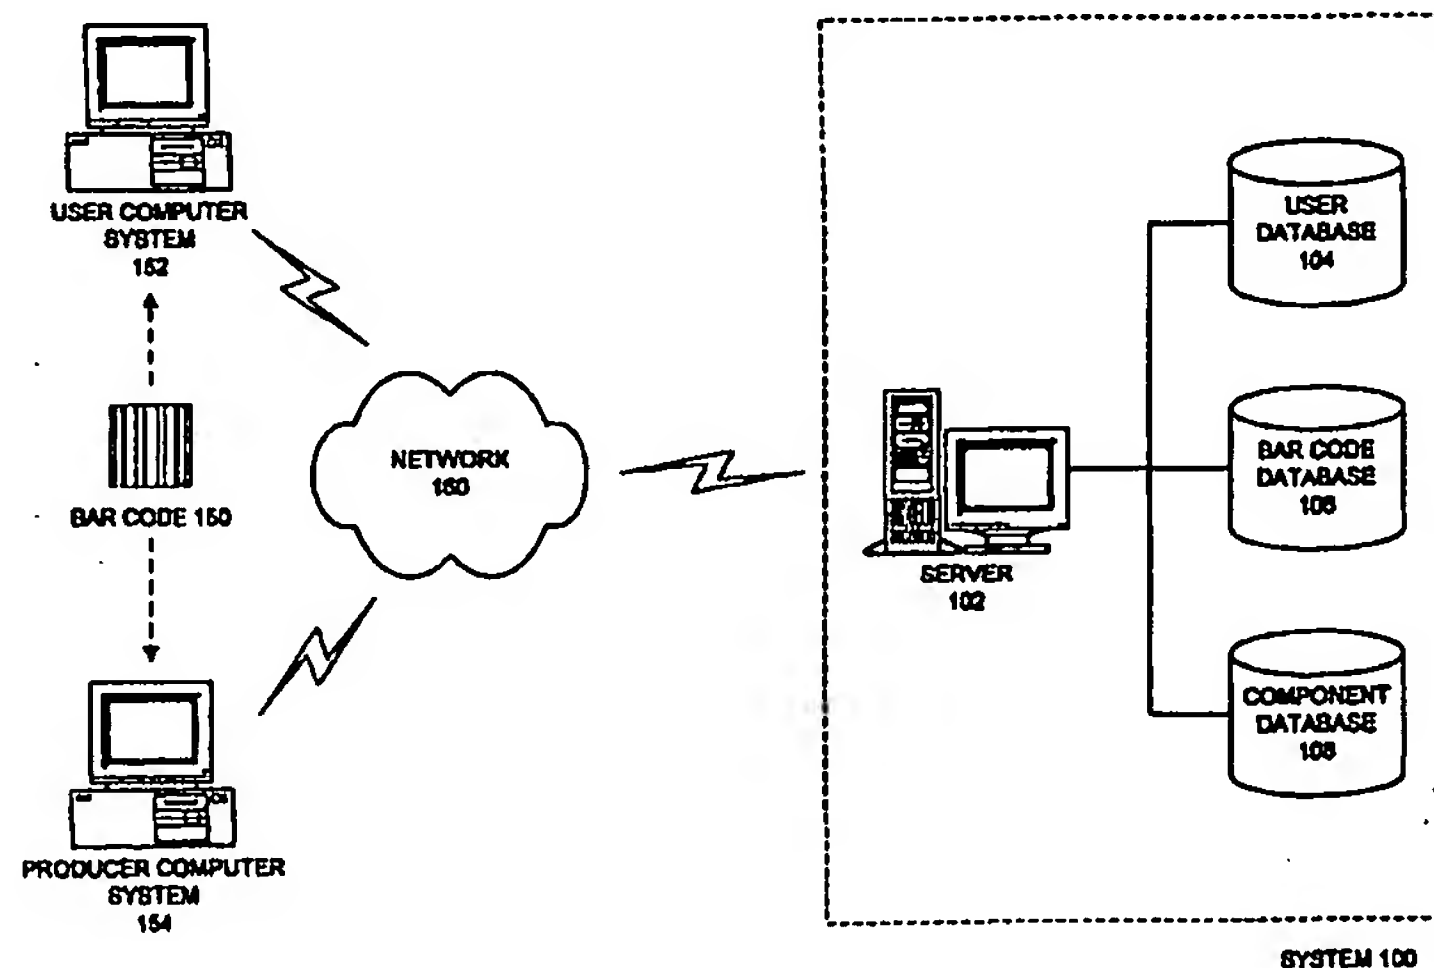 USER COMPUTER
SYSTEM
152
BAR CODE 150
PRODUCER COMPUTER
SYSTEM
154
NETWORK
160
SERVER
102
USER
DATABASE
104
BAR CODE
DATABASE
106
COMPONENT
DATABASE
108
SYSTEM 100